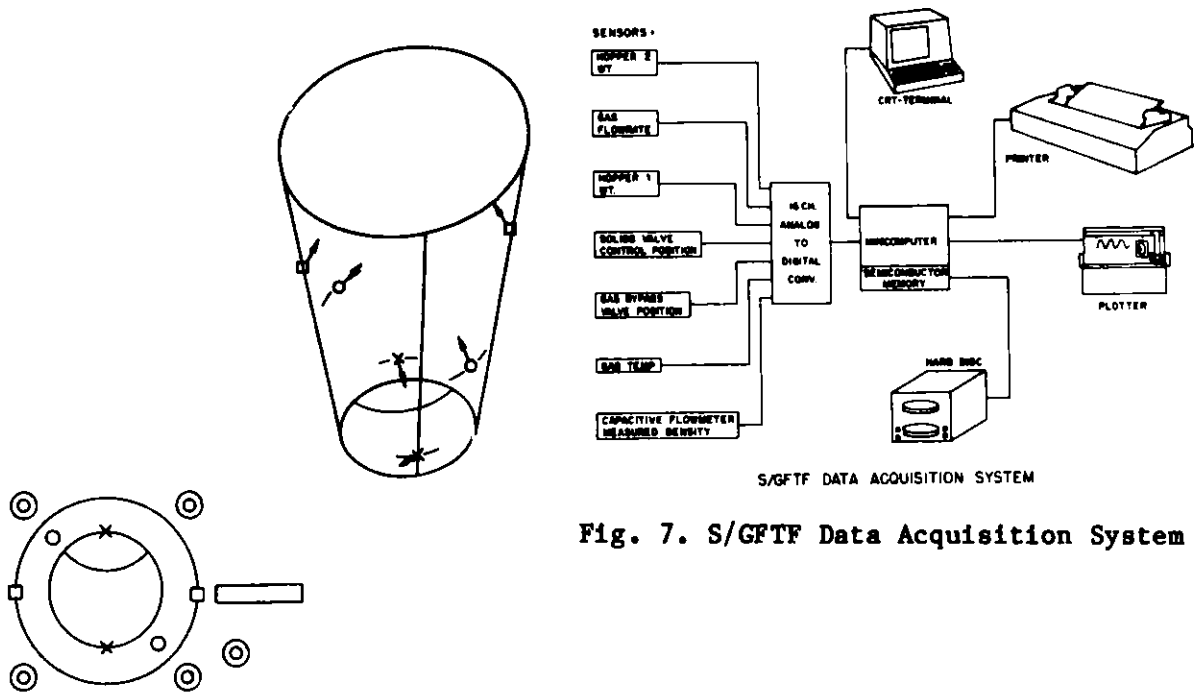 SENSORS:
HOPPER 2
WT.
GAS
FLOWRATE
HOPPER 1
WT.
SOLIDS VALVE
CONTROL POSITION
GAS BYPASS
VALVE POSITION
GAS TEMP
CAPACITIVE FLOWMETER
MEASURED DENSITY
16 CH.
ANALOG
TO
DIGITAL
CONV.
MINICOMPUTER
SEMICONDUCTOR
MEMORY
CRT-TERMINAL
PRINTER
PLOTTER
HARD DISC
S/GFTF DATA ACQUISITION SYSTEM
Fig. 7. S/GFTF Data Acquisition System